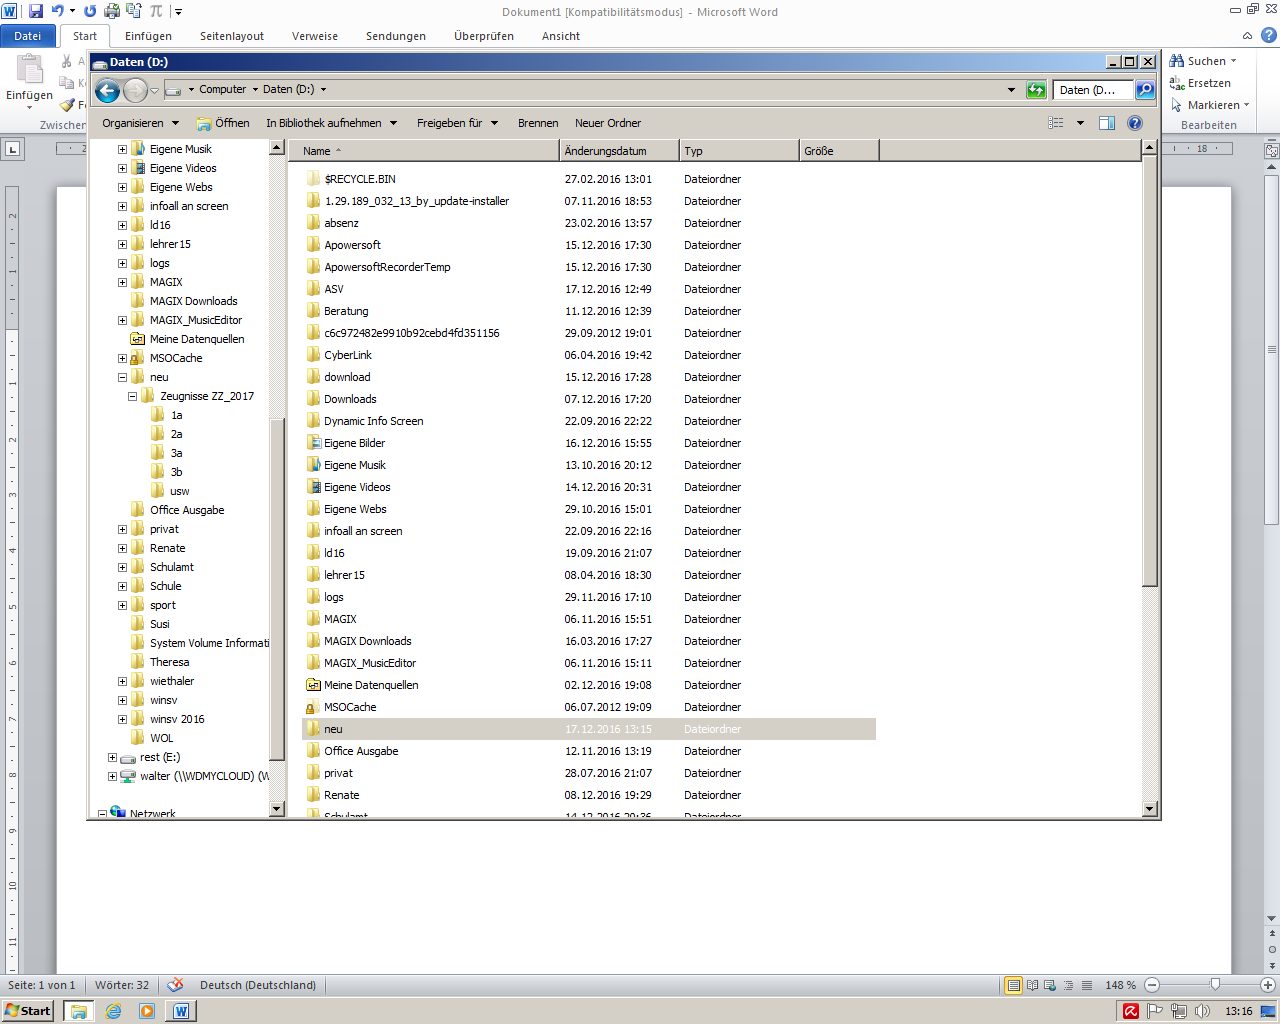 Dokument1 [Kompatibilitätsmodus] - Microsoft Word
Datei Start Einfügen Seitenlayout Verweise Sendungen Überprüfen Ansicht
Einfügen
Zwischen
Suchen
Ersetzen
Markieren
Bearbeiten
Daten (D:)
Computer Daten (D:)
Daten (D...
Organisieren Öffnen In Bibliothek aufnehmen Freigeben für Brennen Neuer Ordner
Eigene Musik
Eigene Videos
Eigene Webs
infoall an screen
ld16
lehrer15
logs
MAGIX
MAGIX Downloads
MAGIX_MusicEditor
Meine Datenquellen
MSOCache
neu
Zeugnisse ZZ_2017
1a
2a
3a
3b
usw
Office Ausgabe
privat
Renate
Schulamt
Schule
sport
Susi
System Volume Informati
Theresa
wiethaler
winsv
winsv 2016
WOL
rest (E:)
walter (\\WDMYCLOUD) (W
Netzwerk
Name Änderungsdatum Typ Größe
$RECYCLE.BIN 27.02.2016 13:01 Dateiordner
1.29.189_032_13_by_update-installer 07.11.2016 18:53 Dateiordner
absenz 23.02.2016 13:57 Dateiordner
Apowersoft 15.12.2016 17:30 Dateiordner
ApowersoftRecorderTemp 15.12.2016 17:30 Dateiordner
ASV 17.12.2016 12:49 Dateiordner
Beratung 11.12.2016 12:39 Dateiordner
c6c972482e9910b92cebd4fd351156 29.09.2012 19:01 Dateiordner
CyberLink 06.04.2016 19:42 Dateiordner
download 15.12.2016 17:28 Dateiordner
Downloads 07.12.2016 17:20 Dateiordner
Dynamic Info Screen 22.09.2016 22:22 Dateiordner
Eigene Bilder 16.12.2016 15:55 Dateiordner
Eigene Musik 13.10.2016 20:12 Dateiordner
Eigene Videos 14.12.2016 20:31 Dateiordner
Eigene Webs 29.10.2016 15:01 Dateiordner
infoall an screen 22.09.2016 22:16 Dateiordner
ld16 19.09.2016 21:07 Dateiordner
lehrer15 08.04.2016 18:30 Dateiordner
logs 29.11.2016 17:10 Dateiordner
MAGIX 06.11.2016 15:51 Dateiordner
MAGIX Downloads 16.03.2016 17:27 Dateiordner
MAGIX_MusicEditor 06.11.2016 15:11 Dateiordner
Meine Datenquellen 02.12.2016 19:08 Dateiordner
MSOCache 06.07.2012 19:09 Dateiordner
neu 17.12.2016 13:15 Dateiordner
Office Ausgabe 12.11.2016 13:19 Dateiordner
privat 28.07.2016 21:07 Dateiordner
Renate 08.12.2016 19:29 Dateiordner
Schulamt 14.12.2016 20:36 Dateiordner
Seite: 1 von 1 Wörter: 32 Deutsch (Deutschland) 148 %
Start 13:16